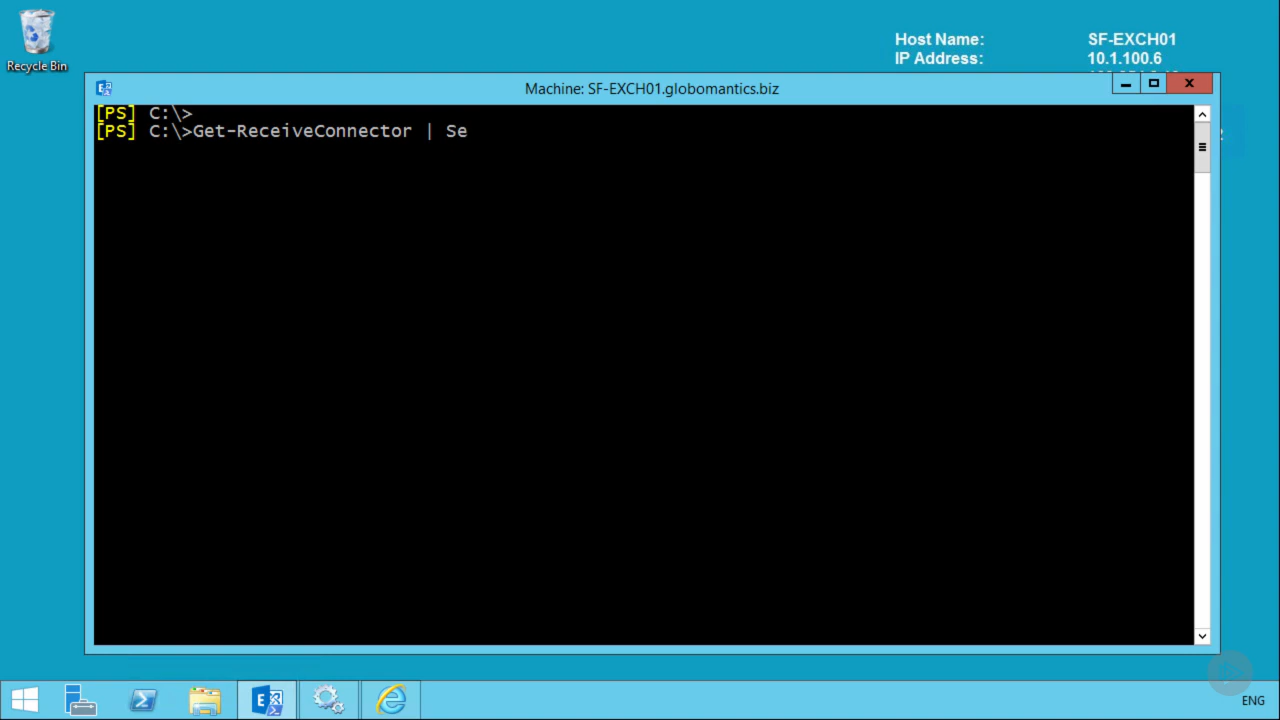 Recycle Bin
Host Name: SF-EXCH01
IP Address: 10.1.100.6
Machine: SF-EXCH01.globomantics.biz
[PS] C:\>
[PS] C:\>Get-ReceiveConnector | Se
ENG